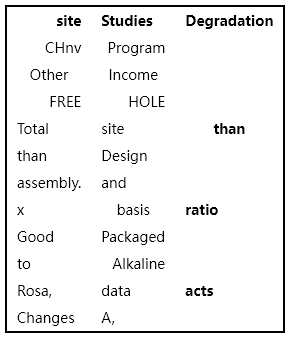 site Studies Degradation
CHnv Program
Other Income
FREE HOLE
Total site than
than Design
assembly. and
x basis ratio
Good Packaged
to Alkaline
Rosa, data acts
Changes A,